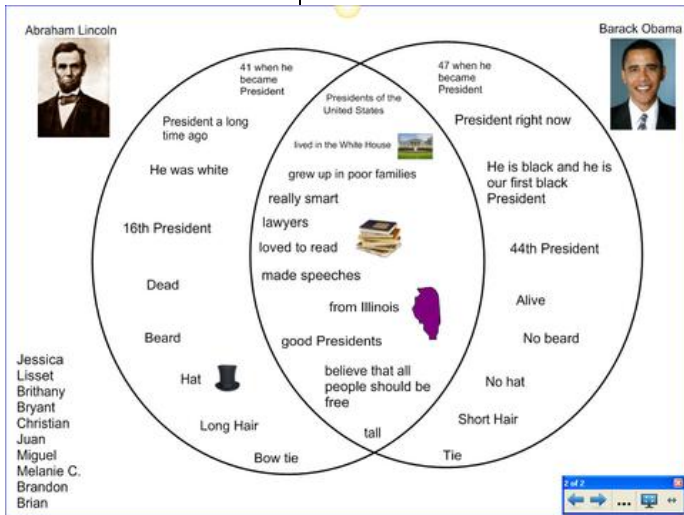 Abraham Lincoln
Barack Obama
41 when he
became
President
47 when he
became
President
Presidents of the
United States
President a long
time ago
President right now
lived in the White House
He was white
grew up in poor families
He is black and he is
our first black
President
really smart
16th President
lawyers
loved to read
44th President
made speeches
Dead
from Illinois
Alive
Beard
good Presidents
No beard
Hat
believe that all
people should be
free
No hat
Long Hair
tall
Short Hair
Bow tie
Tie
Jessica
Lisset
Brithany
Bryant
Christian
Juan
Miguel
Melanie C.
Brandon
Brian
2 of 2
...